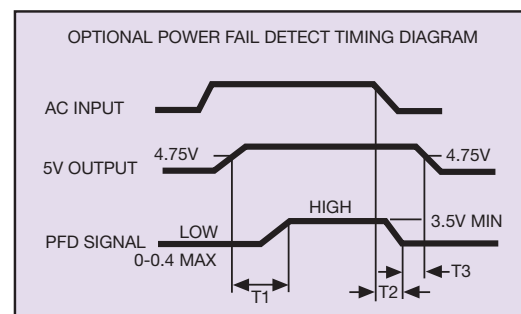 OPTIONAL POWER FAIL DETECT TIMING DIAGRAM
AC INPUT
5V OUTPUT
4.75V
4.75V
PFD SIGNAL
LOW
0-0.4 MAX
HIGH
3.5V MIN
T1
T2
T3